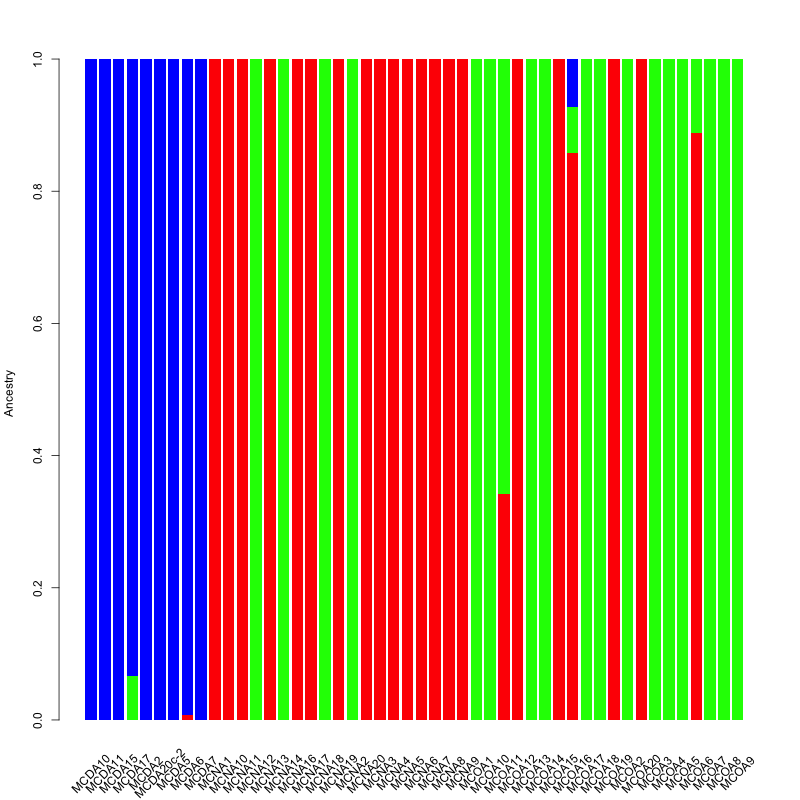 1.0
0.8
0.6
0.4
0.2
0.0
Ancestry
MCDA10
MCDA11
MCDA15
MCDA17
MCDA2
MCDA20c-2
MCDA5
MCDA6
MCDA7
MCNA1
MCNA10
MCNA11
MCNA12
MCNA13
MCNA14
MCNA16
MCNA17
MCNA18
MCNA19
MCNA2
MCNA20
MCNA3
MCNA4
MCNA5
MCNA6
MCNA7
MCNA8
MCNA9
MCOA1
MCOA10
MCOA11
MCOA12
MCOA13
MCOA14
MCOA15
MCOA16
MCOA17
MCOA18
MCOA19
MCOA2
MCOA20
MCOA3
MCOA4
MCOA5
MCOA6
MCOA7
MCOA8
MCOA9